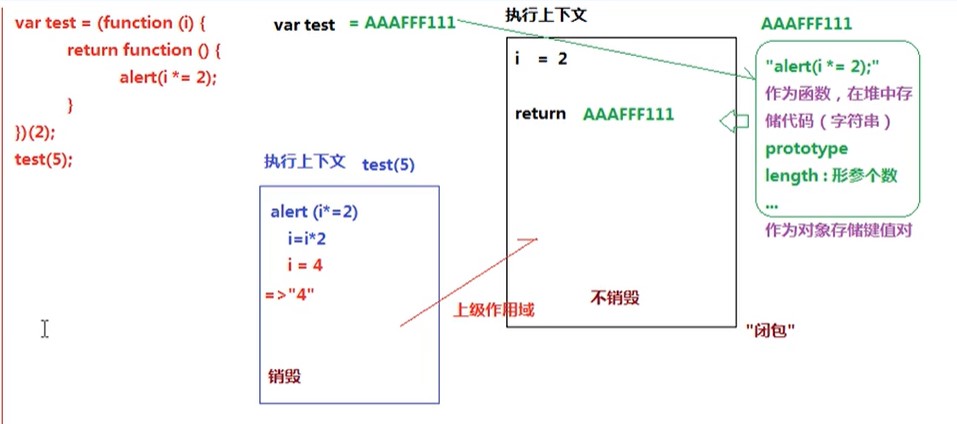 var test = (function (i) {
return function () {
alert(i *= 2);
}
})(2);
test(5);
var test = AAAFFF111
执行上下文
i = 2
return AAAFFF111
不销毁
"闭包"
AAAFFF111
"alert(i *= 2);"
作为函数，在堆中存
储代码（字符串）
prototype
length : 形参个数
...
作为对象存储键值对
执行上下文 test(5)
alert (i*=2)
i=i*2
i = 4
=>"4"
销毁
上级作用域